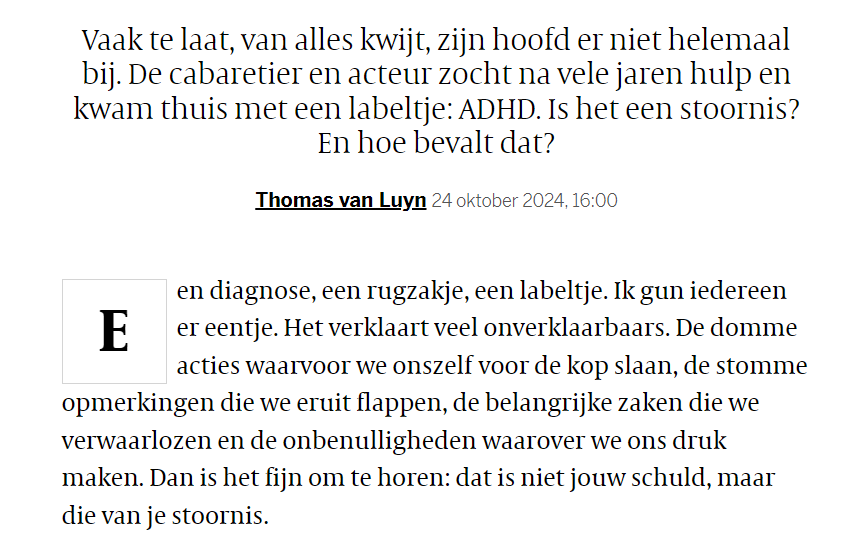 Vaak te laat, van alles kwijt, zijn hoofd er niet helemaal
bij. De cabaretier en acteur zocht na vele jaren hulp en
kwam thuis met een labeltje: ADHD. Is het een stoornis?
En hoe bevalt dat?
Thomas van Luyn 24 oktober 2024, 16:00
Een diagnose, een rugzakje, een labeltje. Ik gun iedereen
er eentje. Het verklaart veel onverklaarbaars. De domme
acties waarvoor we onszelf voor de kop slaan, de stomme
opmerkingen die we eruit flappen, de belangrijke zaken die we
verwaarlozen en de onbenulligheden waarover we ons druk
maken. Dan is het fijn om te horen: dat is niet jouw schuld, maar
die van je stoornis.